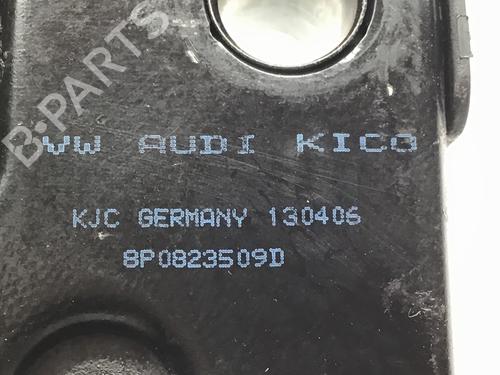 B-PARTS
VW AUDI KICO
KJC GERMANY 130406
8P0823509D